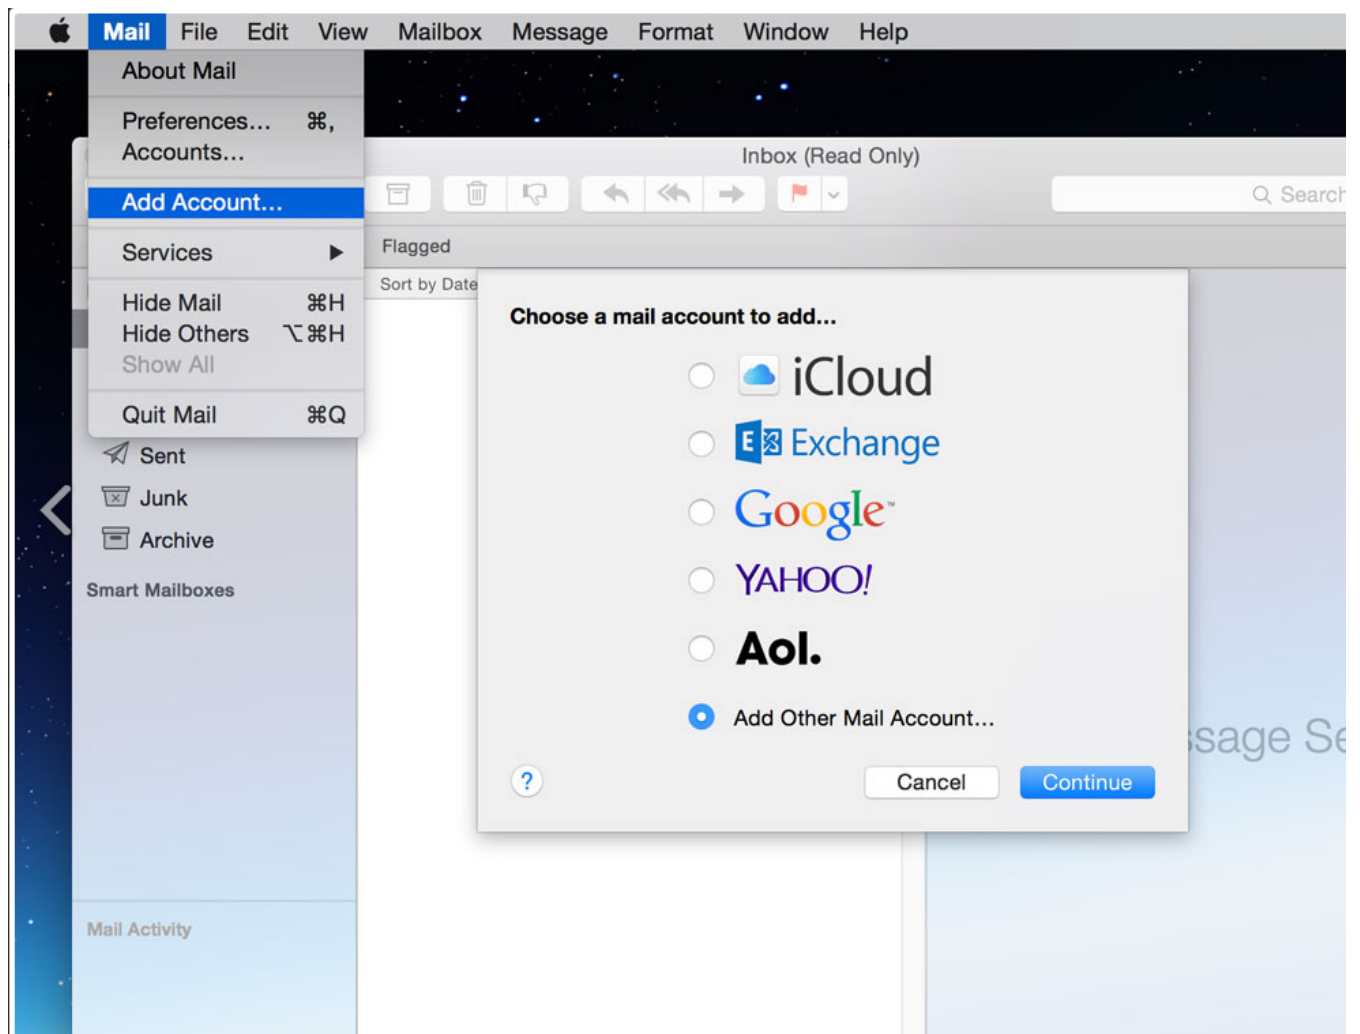 Mail File Edit View Mailbox Message Format Window Help
About Mail
Preferences... ⌘,
Accounts...
Add Account...
Services ▶
Hide Mail ⌘H
Hide Others ⌥⌘H
Show All
Quit Mail ⌘Q
Inbox (Read Only)
Search
Flagged
Sort by Date
Sent
Junk
Archive
Smart Mailboxes
Mail Activity
Choose a mail account to add...
iCloud
E Exchange
Google™
YAHOO!
Aol.
Add Other Mail Account...
? Cancel Continue
ssage Se